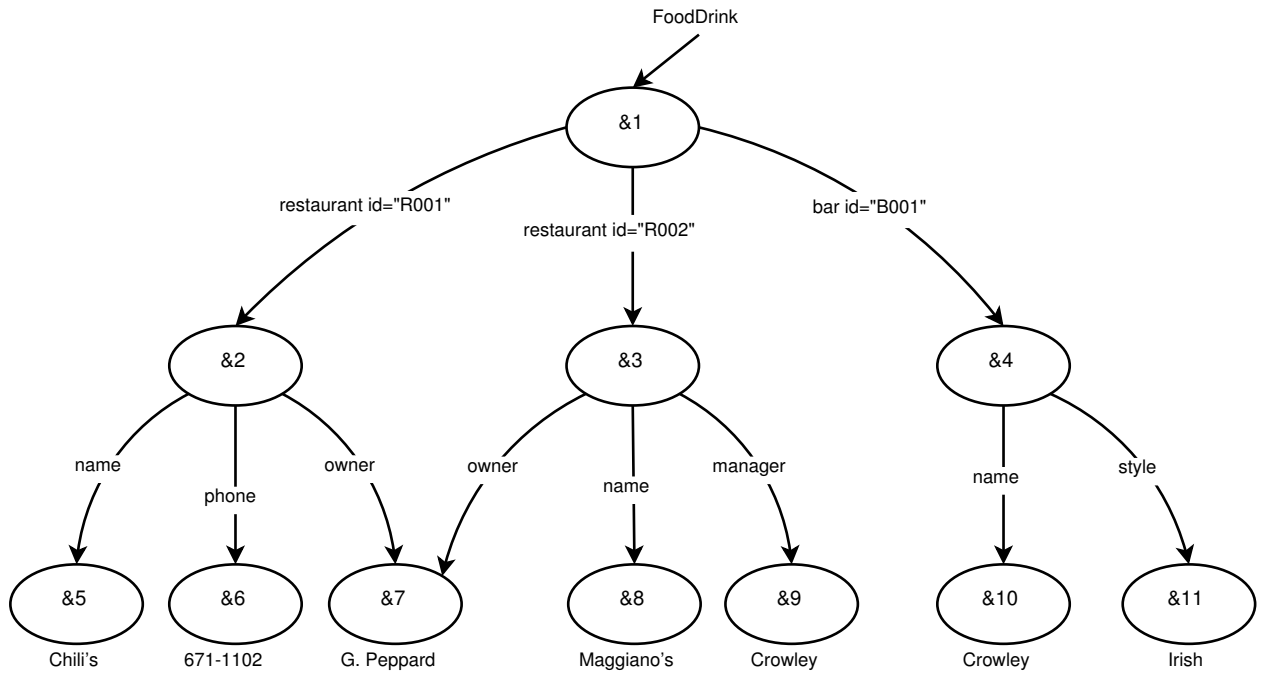 FoodDrink
&1
restaurant id="R001"
restaurant id="R002"
bar id="B001"
&2
&3
&4
name
phone
owner
owner
name
manager
name
style
&5
&6
&7
&8
&9
&10
&11
Chili's
671-1102
G. Peppard
Maggiano's
Crowley
Crowley
Irish